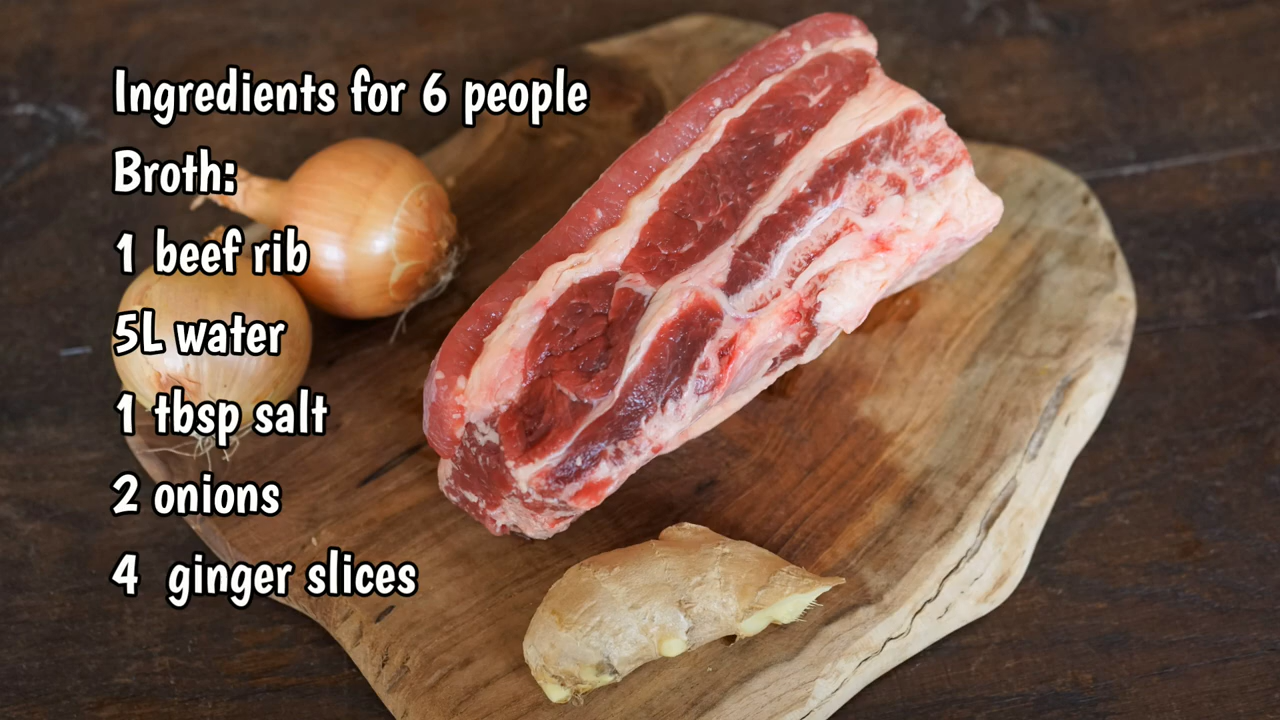 Ingredients for 6 people
Broth:
1 beef rib
5L water
1 tbsp salt
2 onions
4 ginger slices